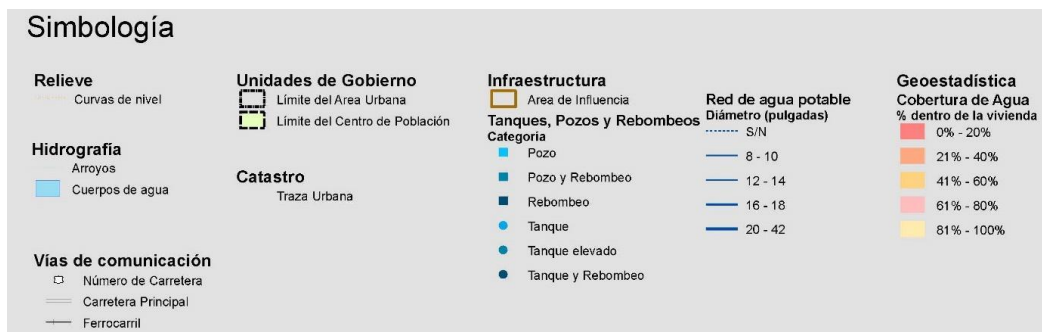 Simbología
Relieve
Curvas de nivel
Hidrografía
Arroyos
Cuerpos de agua
Vías de comunicación
Número de Carretera
Carretera Principal
Ferrocarril
Unidades de Gobierno
Límite del Area Urbana
Límite del Centro de Población
Catastro
Traza Urbana
Infraestructura
Area de Influencia
Tanques, Pozos y Rebombeos
Categoria
Pozo
Pozo y Rebombeo
Rebombeo
Tanque
Tanque elevado
Tanque y Rebombeo
Red de agua potable
Diámetro (pulgadas)
S/N
8 - 10
12 - 14
16 - 18
20 - 42
Geoestadística
Cobertura de Agua
% dentro de la vivienda
0% - 20%
21% - 40%
41% - 60%
61% - 80%
81% - 100%